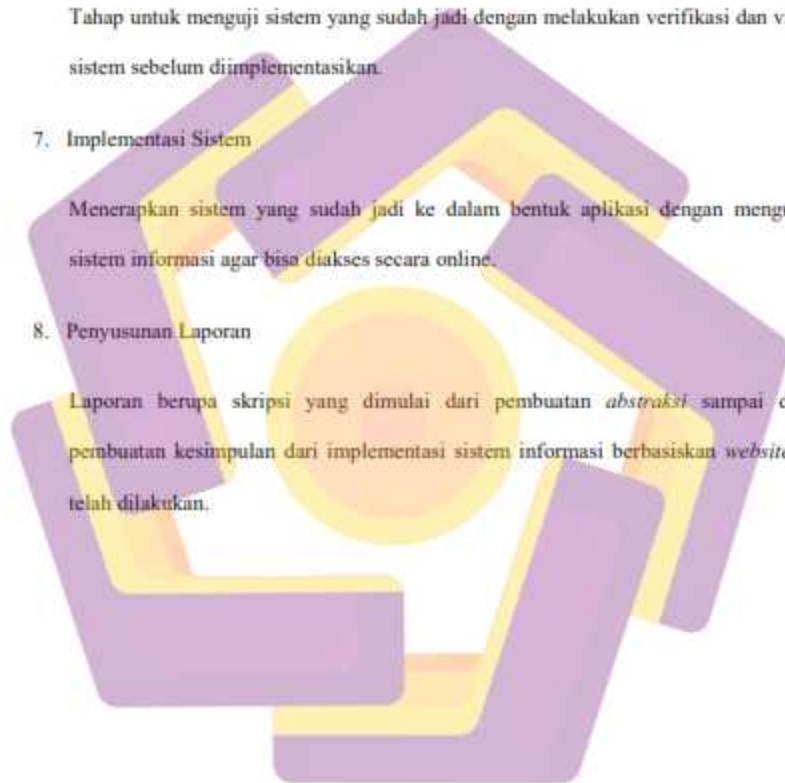 Tahap untuk menguji sistem yang sudah jadi dengan melakukan verifikasi dan
sistem sebelum diimplementasikan.
7. Implementasi Sistem
Menerapkan sistem yang sudah jadi ke dalam bentuk aplikasi dengan
sistem informasi agar bisa diakses secara online.
8. Penyusunan Laporan
Laporan berupa skripsi yang dimulai dari pembuatan abstraksi sampai
pembuatan kesimpulan dari implementasi sistem informasi berbasiskan website
telah dilakukan.